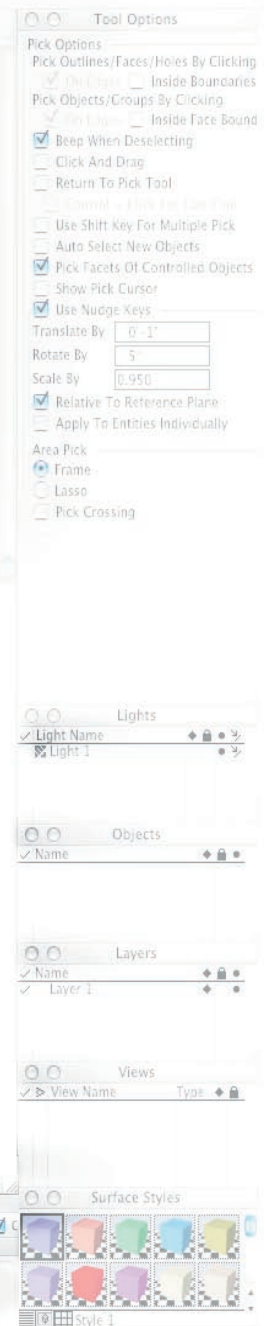 Tool Options
Pick Options
Pick Outlines/Faces/Holes By Clicking
On Edges Inside Boundaries
Pick Objects/Groups By Clicking
On Edges Inside Face Bound
Beep When Deselecting
Click And Drag
Return To Pick Tool
Use Shift Key For Multiple Pick
Auto Select New Objects
Pick Facets Of Controlled Objects
Show Pick Cursor
Use Nudge Keys
Translate By 0'-1"
Rotate By 5
Scale By 0.950
Relative To Reference Plane
Apply To Entities Individually
Area Pick
Frame
Lasso
Pick Crossing
Lights
Light Name
Light 1
Objects
Name
Layers
Name
Layer 1
Views
View Name Type
Surface Styles
Style 1